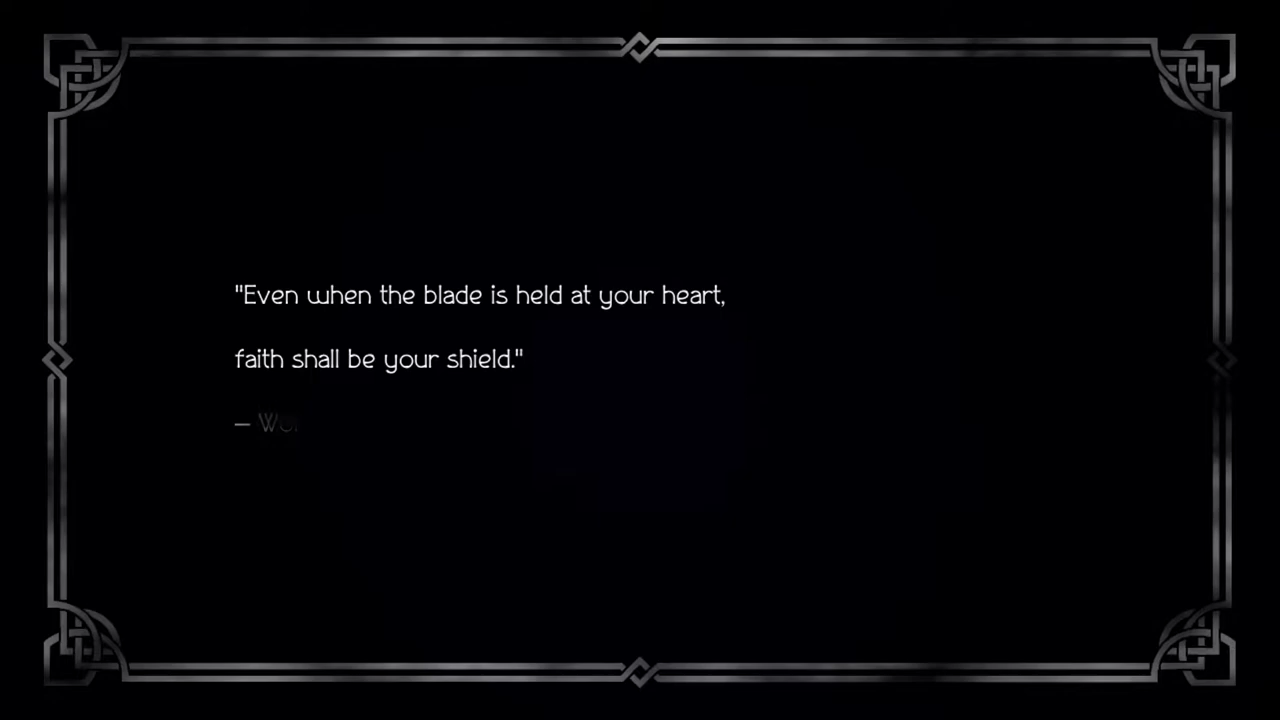 "Even when the blade is held at your heart,
faith shall be your shield."
—